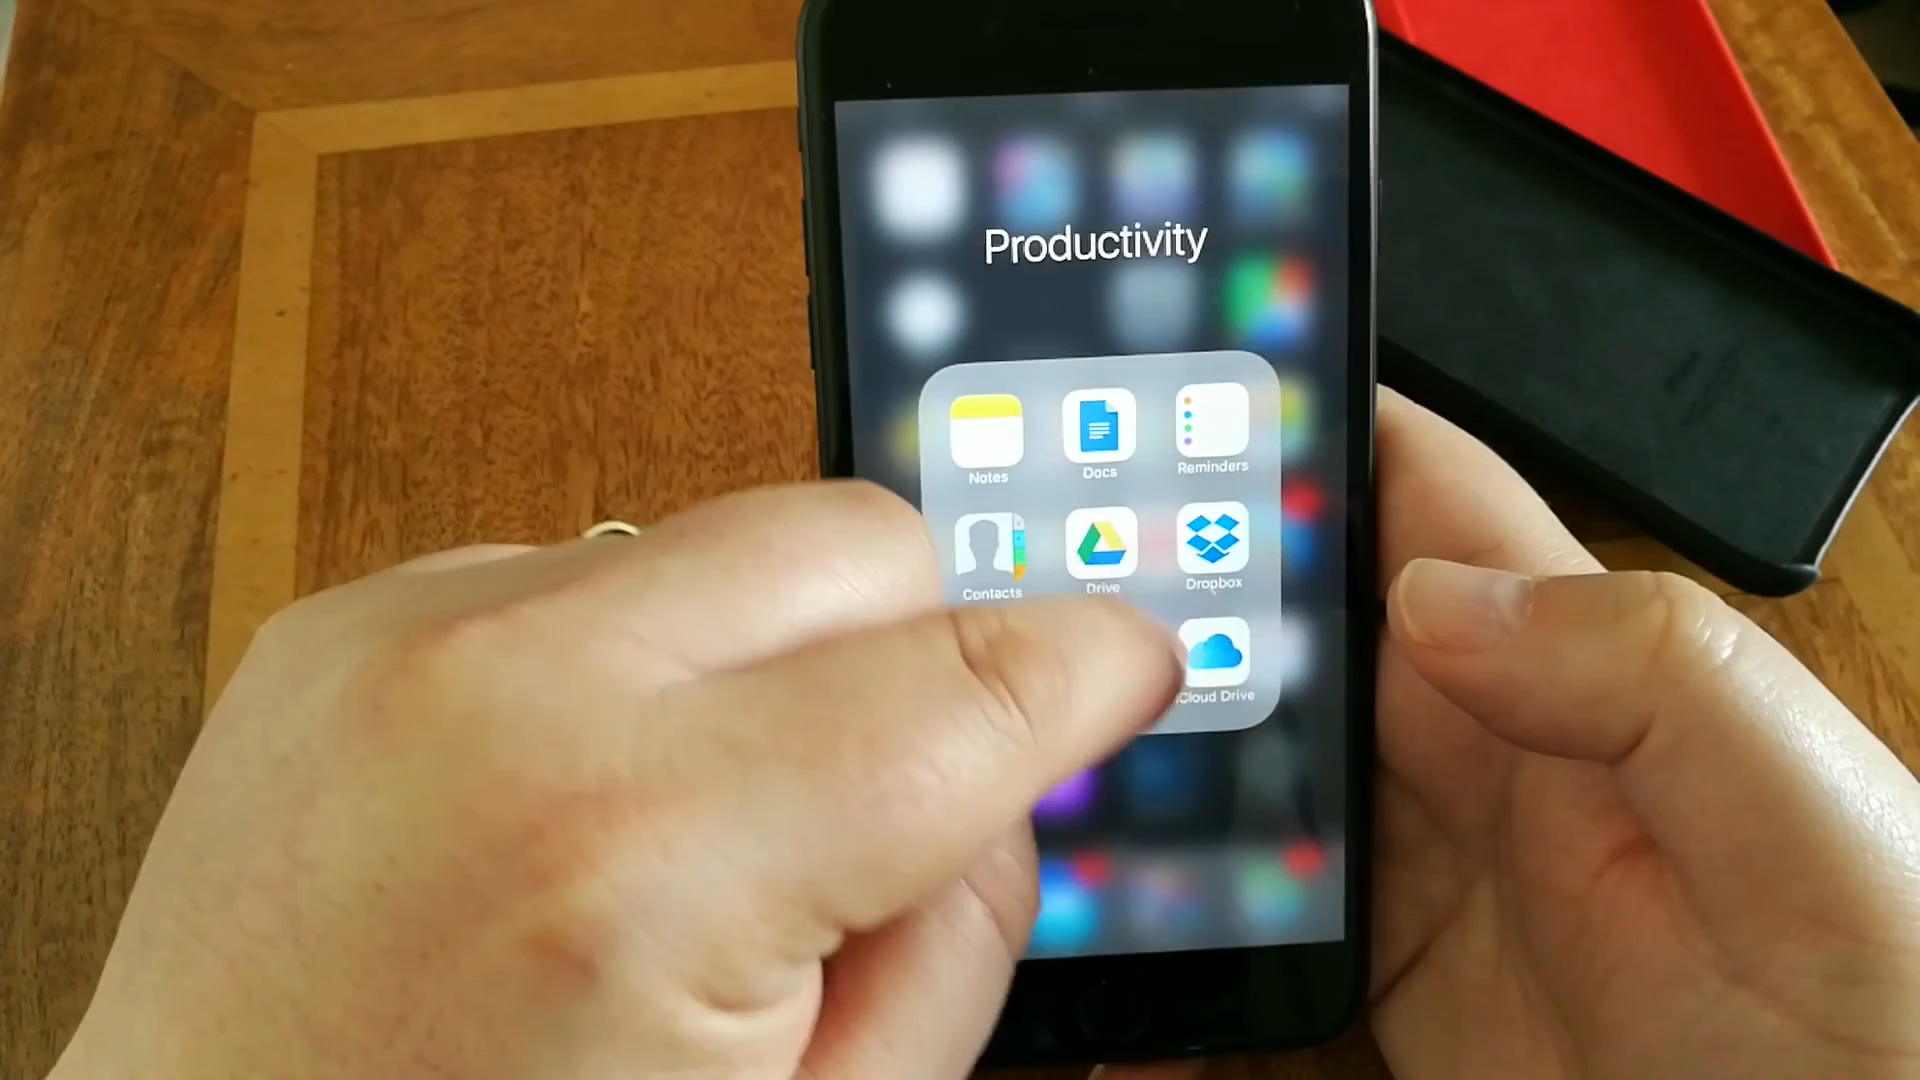 Productivity
Notes
Docs
Reminders
Contacts
Drive
Dropbox
Cloud Drive